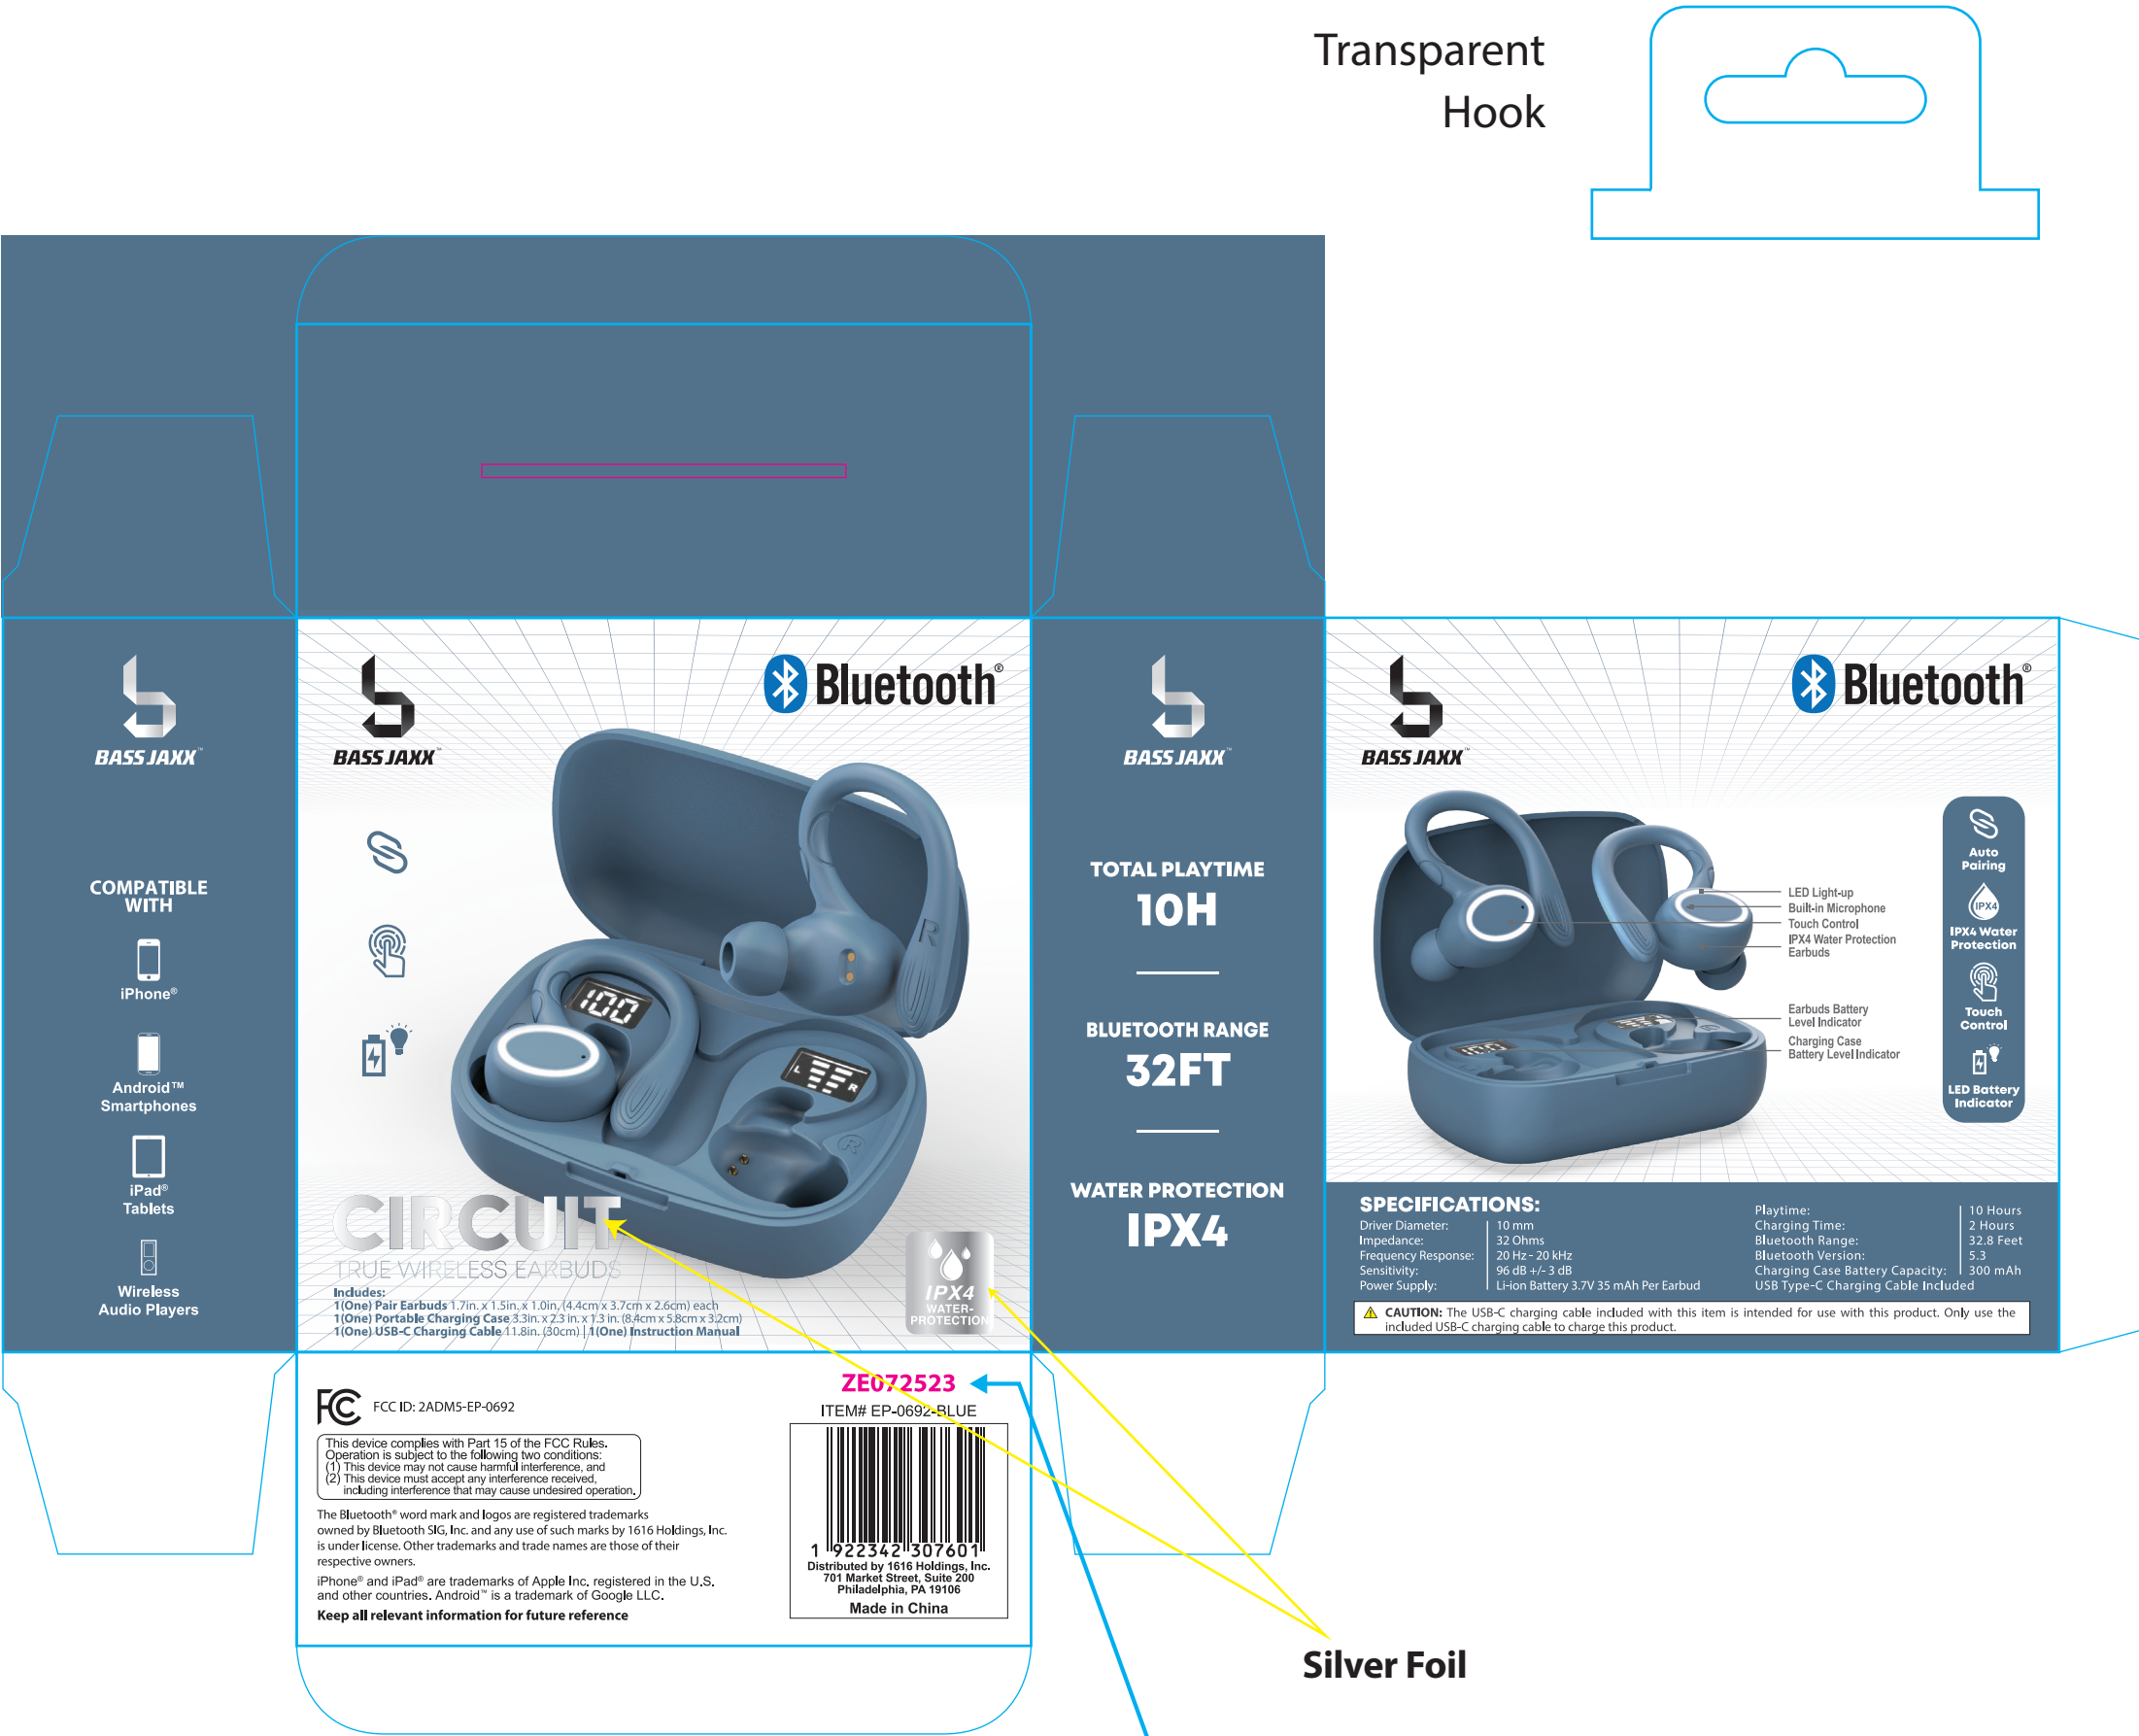 Transparent
Hook
BASS JAXX™
COMPATIBLE
WITH
iPhone®
Android™
Smartphones
iPad®
Tablets
Wireless
Audio Players
BASS JAXX™
Bluetooth®
100
R
L
R
R
CIRCUIT
TRUE WIRELESS EARBUDS
Includes:
1(One) Pair Earbuds 1.7in. x 1.5in. x 1.0in, (4.4cm x 3.7cm x 2.6cm) each
1(One) Portable Charging Case 3.3in. x 2.3 in. x 1.3 in. (8.4cm x 5.8cm x 3.2cm)
1(One) USB-C Charging Cable 11.8in. (30cm) | 1(One) Instruction Manual
IPX4
WATER-
PROTECTION
BASS JAXX™
TOTAL PLAYTIME
10H
BLUETOOTH RANGE
32FT
WATER PROTECTION
IPX4
BASS JAXX™
Bluetooth®
LED Light-up
Built-in Microphone
Touch Control
IPX4 Water Protection
Earbuds
Earbuds Battery
Level Indicator
Charging Case
Battery Level Indicator
100
Auto
Pairing
IPX4
IPX4 Water
Protection
Touch
Control
LED Battery
Indicator
SPECIFICATIONS:
Driver Diameter: 10 mm
Impedance: 32 Ohms
Frequency Response: 20 Hz - 20 kHz
Sensitivity: 96 dB +/- 3 dB
Power Supply: Li-ion Battery 3.7V 35 mAh Per Earbud
Playtime: 10 Hours
Charging Time: 2 Hours
Bluetooth Range: 32.8 Feet
Bluetooth Version: 5.3
Charging Case Battery Capacity: 300 mAh
USB Type-C Charging Cable Included
CAUTION: The USB-C charging cable included with this item is intended for use with this product. Only use the
included USB-C charging cable to charge this product.
FC FCC ID: 2ADM5-EP-0692
This device complies with Part 15 of the FCC Rules.
Operation is subject to the following two conditions:
(1) This device may not cause harmful interference, and
(2) This device must accept any interference received,
including interference that may cause undesired operation.
The Bluetooth® word mark and logos are registered trademarks
owned by Bluetooth SIG, Inc. and any use of such marks by 1616 Holdings, Inc.
is under license. Other trademarks and trade names are those of their
respective owners.
iPhone® and iPad® are trademarks of Apple Inc. registered in the U.S.
and other countries. Android™ is a trademark of Google LLC.
Keep all relevant information for future reference
ZE072523
ITEM# EP-0692-BLUE
1 922342 307601
Distributed by 1616 Holdings, Inc.
701 Market Street, Suite 200
Philadelphia, PA 19106
Made in China
Silver Foil